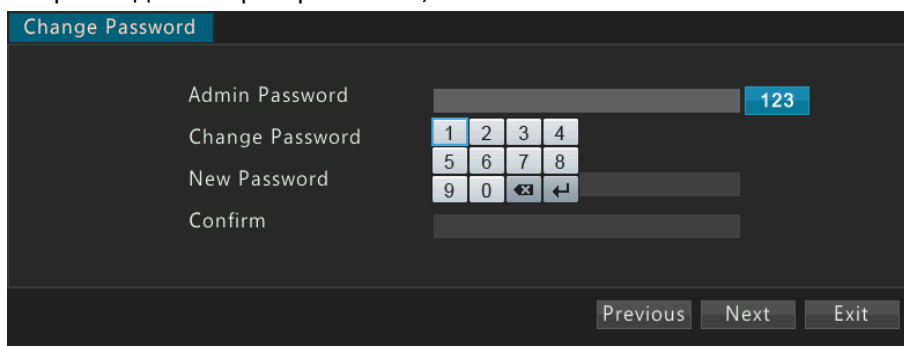 Change Password
Admin Password
123
Change Password
1 2 3 4
5 6 7 8
New Password
9 0
Confirm
Previous Next Exit